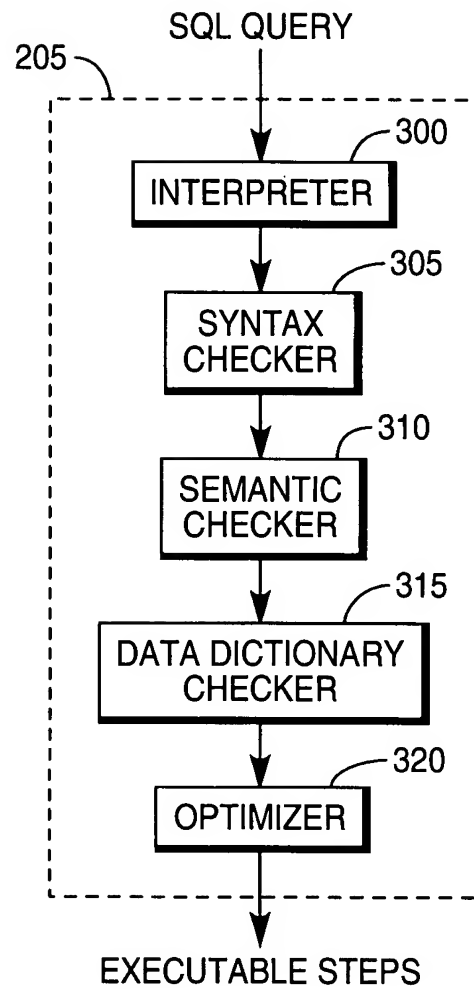 SQL QUERY
205
300
INTERPRETER
305
SYNTAX
CHECKER
310
SEMANTIC
CHECKER
315
DATA DICTIONARY
CHECKER
320
OPTIMIZER
EXECUTABLE STEPS